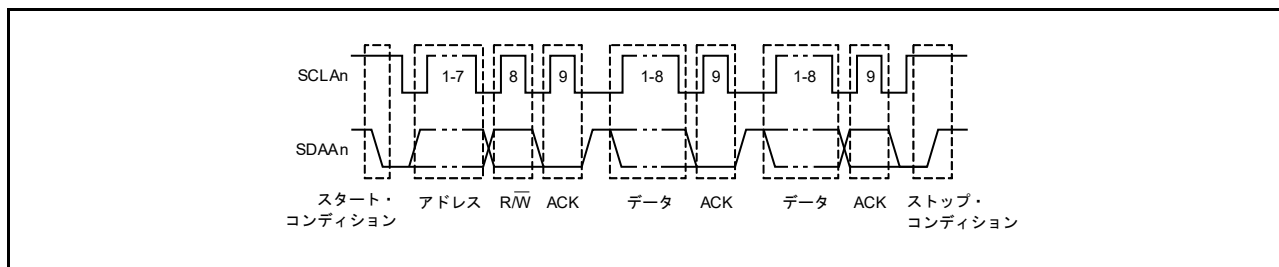 SCLAn
1-7
8
9
1-8
9
1-8
9
SDAAn
スタート・
コンディション
アドレス
R/W
ACK
データ
ACK
データ
ACK
ストップ・
コンディション